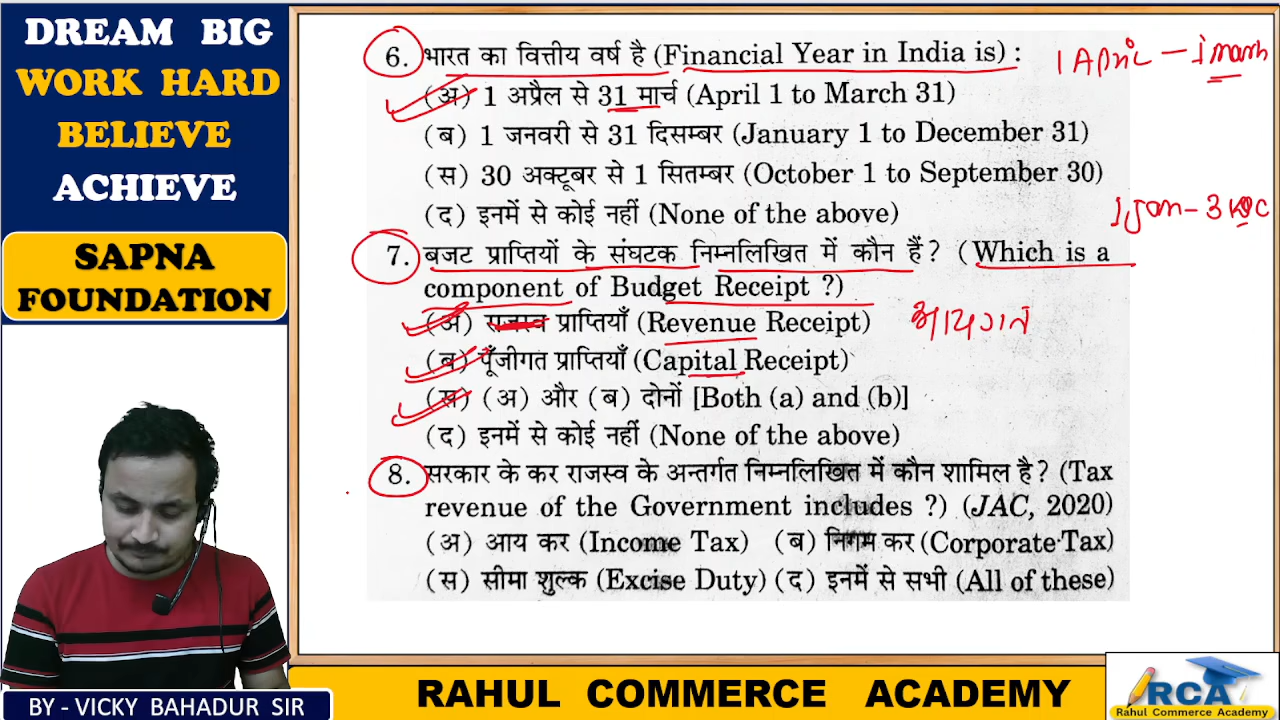 DREAM BIG
WORK HARD
BELIEVE
ACHIEVE
SAPNA
FOUNDATION
6. भारत का वित्तीय वर्ष है (Financial Year in India is) :
1 April – 1 march
(अ) 1 अप्रैल से 31 मार्च (April 1 to March 31)
(ब) 1 जनवरी से 31 दिसम्बर (January 1 to December 31)
(स) 30 अक्टूबर से 1 सितम्बर (October 1 to September 30)
(द) इनमें से कोई नहीं (None of the above)
7. बजट प्राप्तियों के संघटक निम्नलिखित में कौन हैं? (Which is a
component of Budget Receipt ?)
(अ) राजस्व प्राप्तियाँ (Revenue Receipt)
(ब) पूँजीगत प्राप्तियाँ (Capital Receipt)
(स) (अ) और (ब) दोनों [Both (a) and (b)]
(द) इनमें से कोई नहीं (None of the above)
8. सरकार के कर राजस्व के अन्तर्गत निम्नलिखित में कौन शामिल है? (Tax
revenue of the Government includes ?) (JAC, 2020)
(अ) आय कर (Income Tax) (ब) निगम कर (Corporate Tax)
(स) सीमा शुल्क (Excise Duty) (द) इनमें से सभी (All of these)
BY - VICKY BAHADUR SIR
RAHUL COMMERCE ACADEMY
RCA
Rahul Commerce Academy